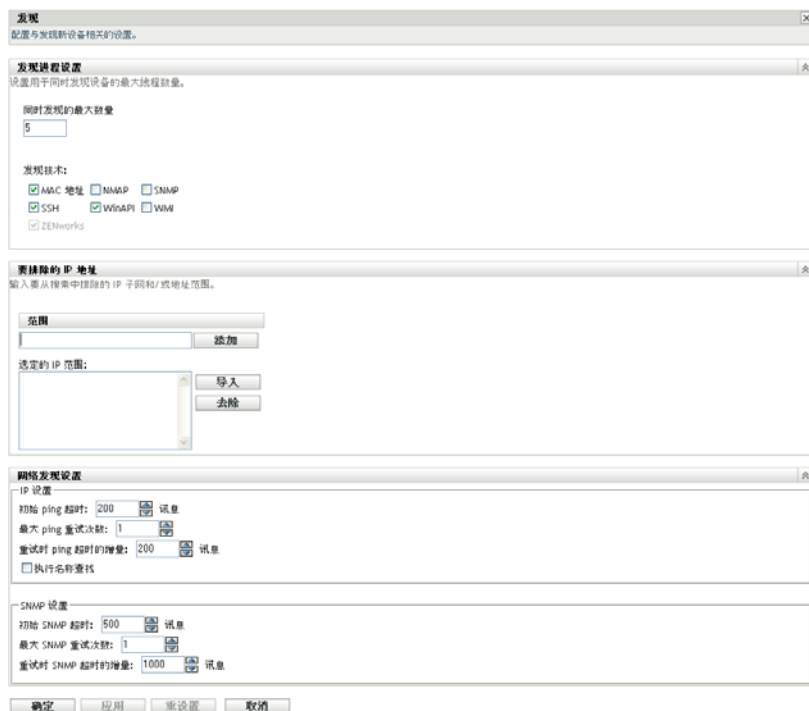 发现
配置与发现新设备相关的设置。
发现进程设置
设置用于同时发现设备的最大线程数量。
同时发现的最大数量
5
发现技术:
MAC 地址 NMAP SNMP
SSH WinAPI WMI
ZENworks
要排除的 IP 地址
输入要从搜索中排除的 IP 子网和/或地址范围。
范围
添加
选定的 IP 范围:
导入
去除
网络发现设置
IP 设置
初始 ping 超时: 200 讯息
最大 ping 重试次数: 1
重试时 ping 超时的增量: 200 讯息
执行名称查找
SNMP 设置
初始 SNMP 超时: 500 讯息
最大 SNMP 重试次数: 1
重试时 SNMP 超时的增量: 1000 讯息
确定 应用 重设置 取消